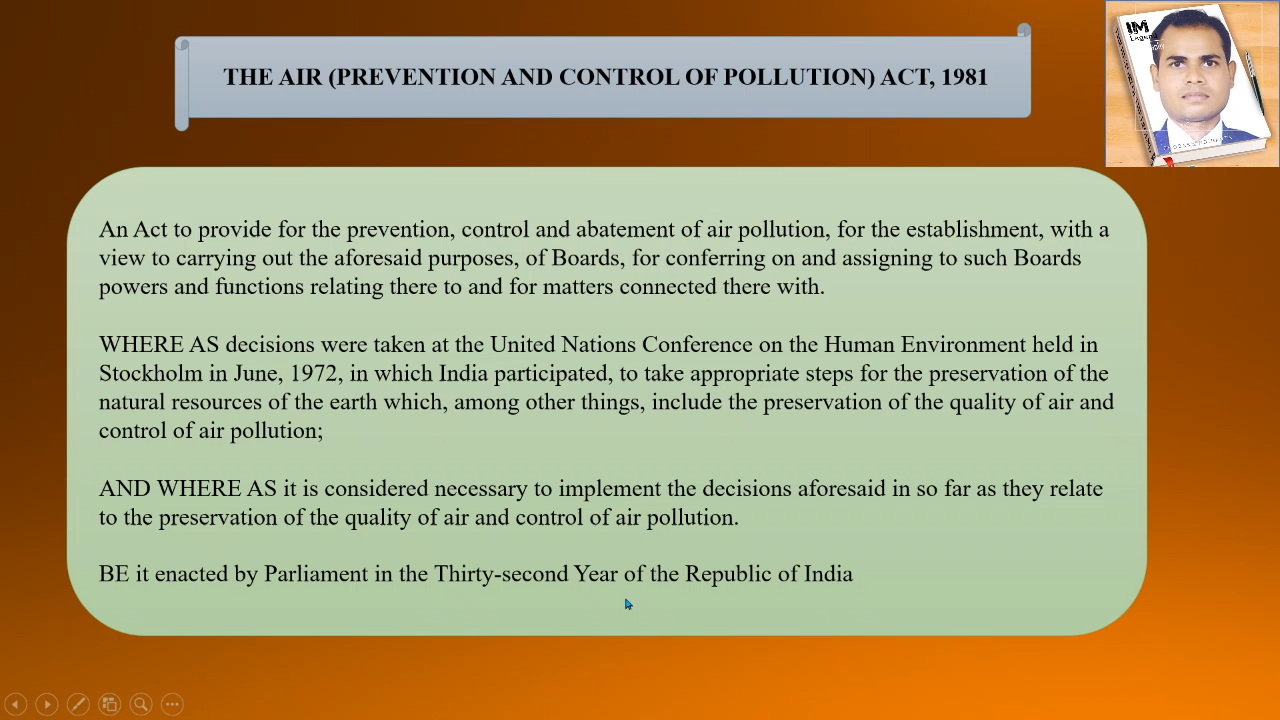 THE AIR (PREVENTION AND CONTROL OF POLLUTION) ACT, 1981
IM
An Act to provide for the prevention, control and abatement of air pollution, for the establishment, with a
view to carrying out the aforesaid purposes, of Boards, for conferring on and assigning to such Boards
powers and functions relating there to and for matters connected there with.
WHERE AS decisions were taken at the United Nations Conference on the Human Environment held in
Stockholm in June, 1972, in which India participated, to take appropriate steps for the preservation of the
natural resources of the earth which, among other things, include the preservation of the quality of air and
control of air pollution;
AND WHERE AS it is considered necessary to implement the decisions aforesaid in so far as they relate
to the preservation of the quality of air and control of air pollution.
BE it enacted by Parliament in the Thirty-second Year of the Republic of India